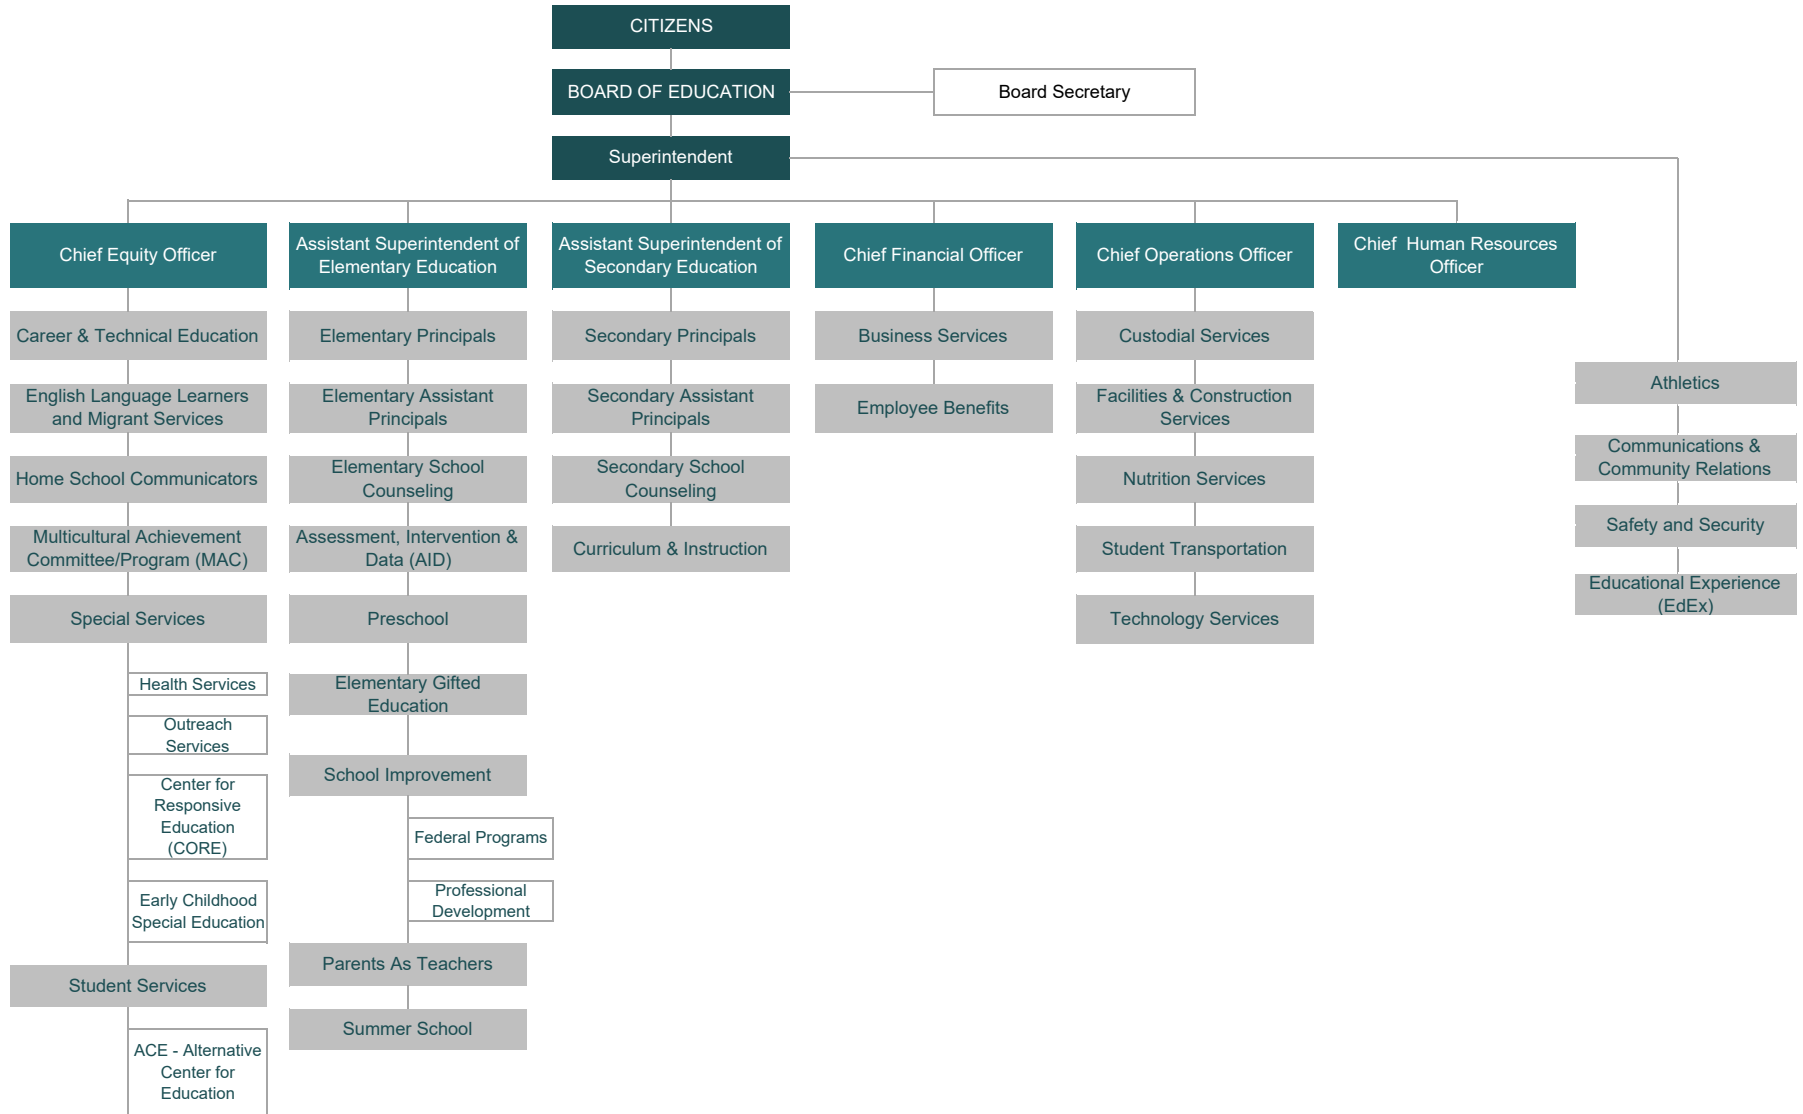 CITIZENS
BOARD OF EDUCATION
Board Secretary
Superintendent
Chief Equity Officer
Assistant Superintendent of
Elementary Education
Assistant Superintendent of
Secondary Education
Chief Financial Officer
Chief Operations Officer
Chief Human Resources
Officer
Career & Technical Education
English Language Learners
and Migrant Services
Home School Communicators
Multicultural Achievement
Committee/Program (MAC)
Special Services
Health Services
Outreach
Services
Center for
Responsive
Education
(CORE)
Early Childhood
Special Education
Student Services
ACE - Alternative
Center for
Education
Elementary Principals
Elementary Assistant
Principals
Elementary School
Counseling
Assessment, Intervention &
Data (AID)
Preschool
Elementary Gifted
Education
School Improvement
Federal Programs
Professional
Development
Parents As Teachers
Summer School
Secondary Principals
Secondary Assistant
Principals
Secondary School
Counseling
Curriculum & Instruction
Business Services
Employee Benefits
Custodial Services
Facilities & Construction
Services
Nutrition Services
Student Transportation
Technology Services
Athletics
Communications &
Community Relations
Safety and Security
Educational Experience
(EdEx)